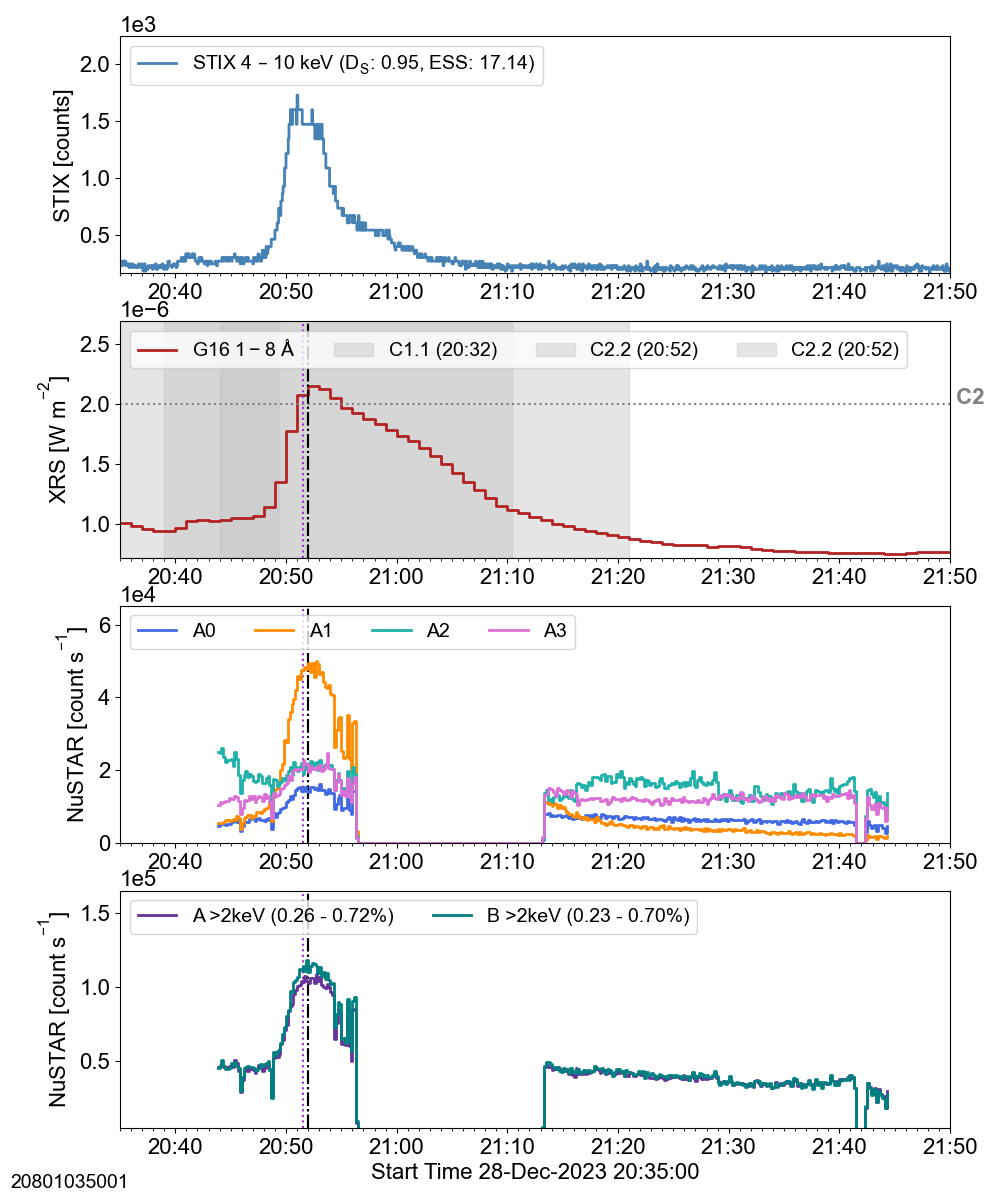 1e3
STIX 4 – 10 keV (DS: 0.95, ESS: 17.14)
STIX [counts]
2.0
1.5
1.0
0.5
20:40 20:50 21:00 21:10 21:20 21:30 21:40 21:50
1e−6
G16 1 – 8 Å C1.1 (20:32) C2.2 (20:52) C2.2 (20:52)
XRS [W m−2]
2.5
2.0
1.5
1.0
C2
20:40 20:50 21:00 21:10 21:20 21:30 21:40 21:50
1e4
A0 A1 A2 A3
NuSTAR [count s−1]
6
4
2
0
20:40 20:50 21:00 21:10 21:20 21:30 21:40 21:50
1e5
A >2keV (0.26 - 0.72%) B >2keV (0.23 - 0.70%)
NuSTAR [count s−1]
1.5
1.0
0.5
20:40 20:50 21:00 21:10 21:20 21:30 21:40 21:50
Start Time 28-Dec-2023 20:35:00
20801035001